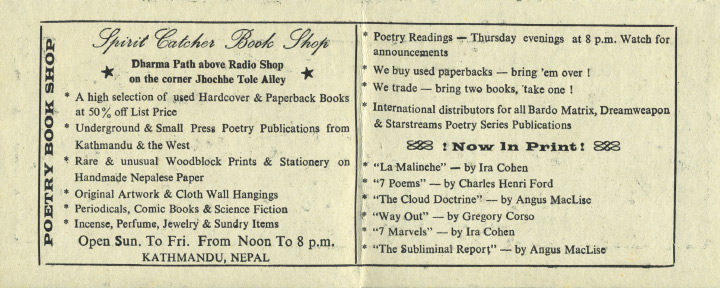 POETRY BOOK SHOP
Spirit Catcher Book Shop
Dharma Path above Radio Shop
on the corner Jhochhe Tole Alley
* A high selection of used Hardcover & Paperback Books
at 50% off List Price
* Underground & Small Press Poetry Publications from
Kathmandu & the West
* Rare & unusual Woodblock Prints & Stationery on
Handmade Nepalese Paper
* Original Artwork & Cloth Wall Hangings
* Periodicals, Comic Books & Science Fiction
* Incense, Perfume, Jewelry & Sundry Items
Open Sun. To Fri. From Noon To 8 p.m.
KATHMANDU, NEPAL
* Poetry Readings — Thursday evenings at 8 p.m. Watch for
announcements
* We buy used paperbacks — bring 'em over !
* We trade — bring two books, 'take one !
* International distributors for all Bardo Matrix, Dreamweapon
& Starstreams Poetry Series Publications
! Now In Print !
* "La Malinche" — by Ira Cohen
* "7 Poems" — by Charles Henri Ford
* "The Cloud Doctrine" — by Angus MacLise
* "Way Out" — by Gregory Corso
* "7 Marvels" — by Ira Cohen
* "The Subliminal Report" — by Angus MacLise